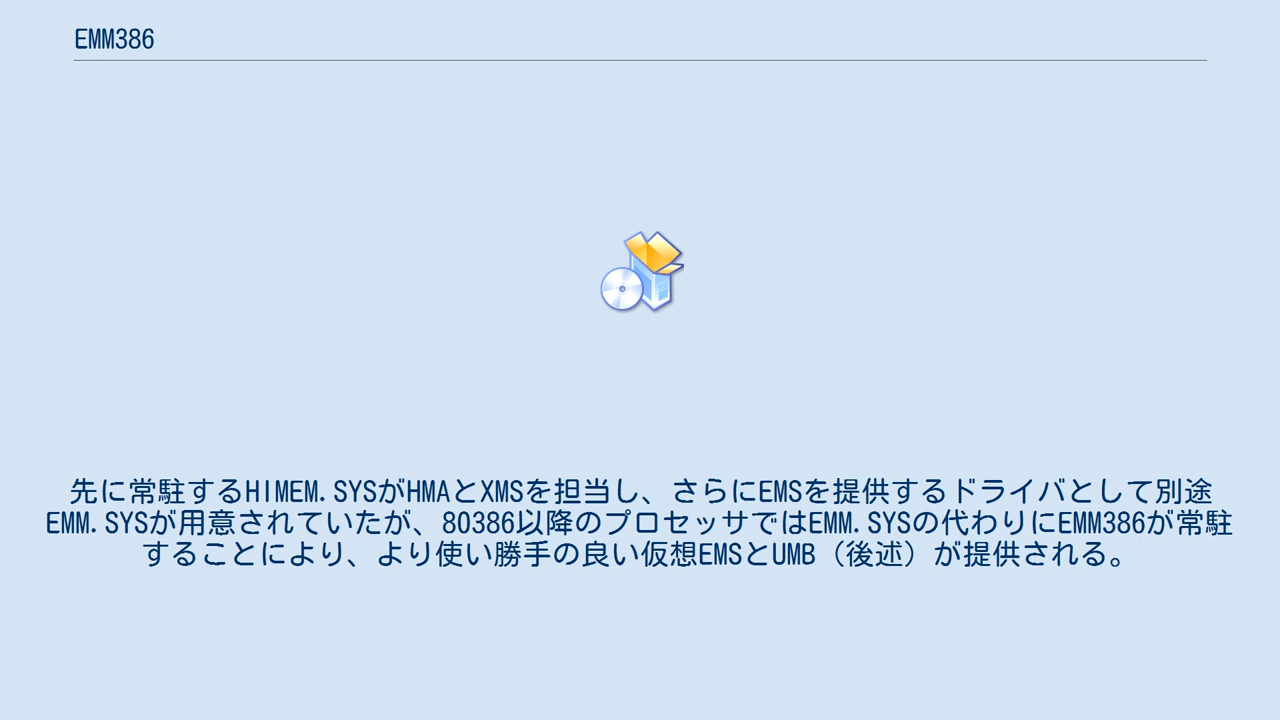 EMM386
先に常駐するHIMEM.SYSがHMAとXMSを担当し、さらにEMSを提供するドライバとして別途
EMM.SYSが用意されていたが、80386以降のプロセッサではEMM.SYSの代わりにEMM386が常駐
することにより、より使い勝手の良い仮想EMSとUMB（後述）が提供される。